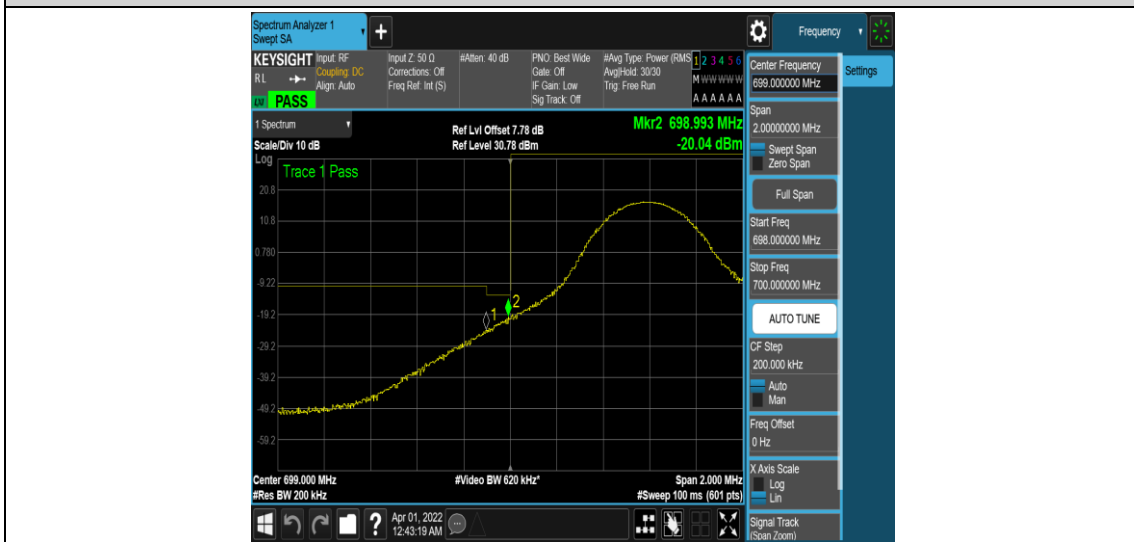 Spectrum Analyzer 1
Swept SA
+
Frequency
KEYSIGHT
RL
LXI
PASS
Input: RF
Coupling: DC
Align: Auto
Input Z: 50 Ω
Corrections: Off
Freq Ref: Int (S)
#Atten: 40 dB
PNO: Best Wide
Gate: Off
IF Gain: Low
Sig Track: Off
#Avg Type: Power (RMS
Avg|Hold: 30/30
Trig: Free Run
1 2 3 4 5 6
M W W W W W
A A A A A A
1 Spectrum
Scale/Div 10 dB
Ref Lvl Offset 7.78 dB
Ref Level 30.78 dBm
Mkr2 698.993 MHz
-20.04 dBm
Log
Trace 1 Pass
20.8
10.8
0.780
-9.22
-19.2
-29.2
-39.2
-49.2
-59.2
1
2
Center 699.000 MHz
#Res BW 200 kHz
#Video BW 620 kHz*
Span 2.000 MHz
#Sweep 100 ms (601 pts)
?
Apr 01, 2022
12:43:19 AM
Center Frequency
699.000000 MHz
Settings
Span
2.00000000 MHz
Swept Span
Zero Span
Full Span
Start Freq
698.000000 MHz
Stop Freq
700.000000 MHz
AUTO TUNE
CF Step
200.000 kHz
Auto
Man
Freq Offset
0 Hz
X Axis Scale
Log
Lin
Signal Track
(Span Zoom)